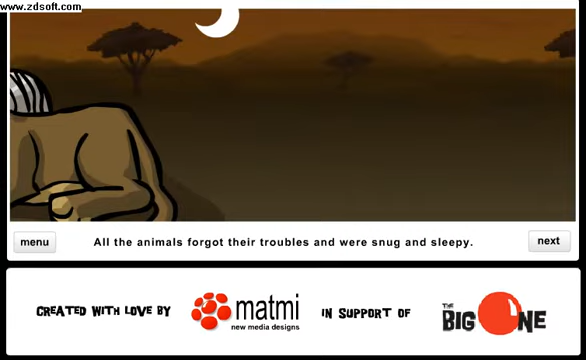 www.zdsoft.com
menu
All the animals forgot their troubles and were snug and sleepy.
next
CREATED WITH LOVE BY
matmi
new media designs
IN SUPPORT OF
THE
BIG ONE